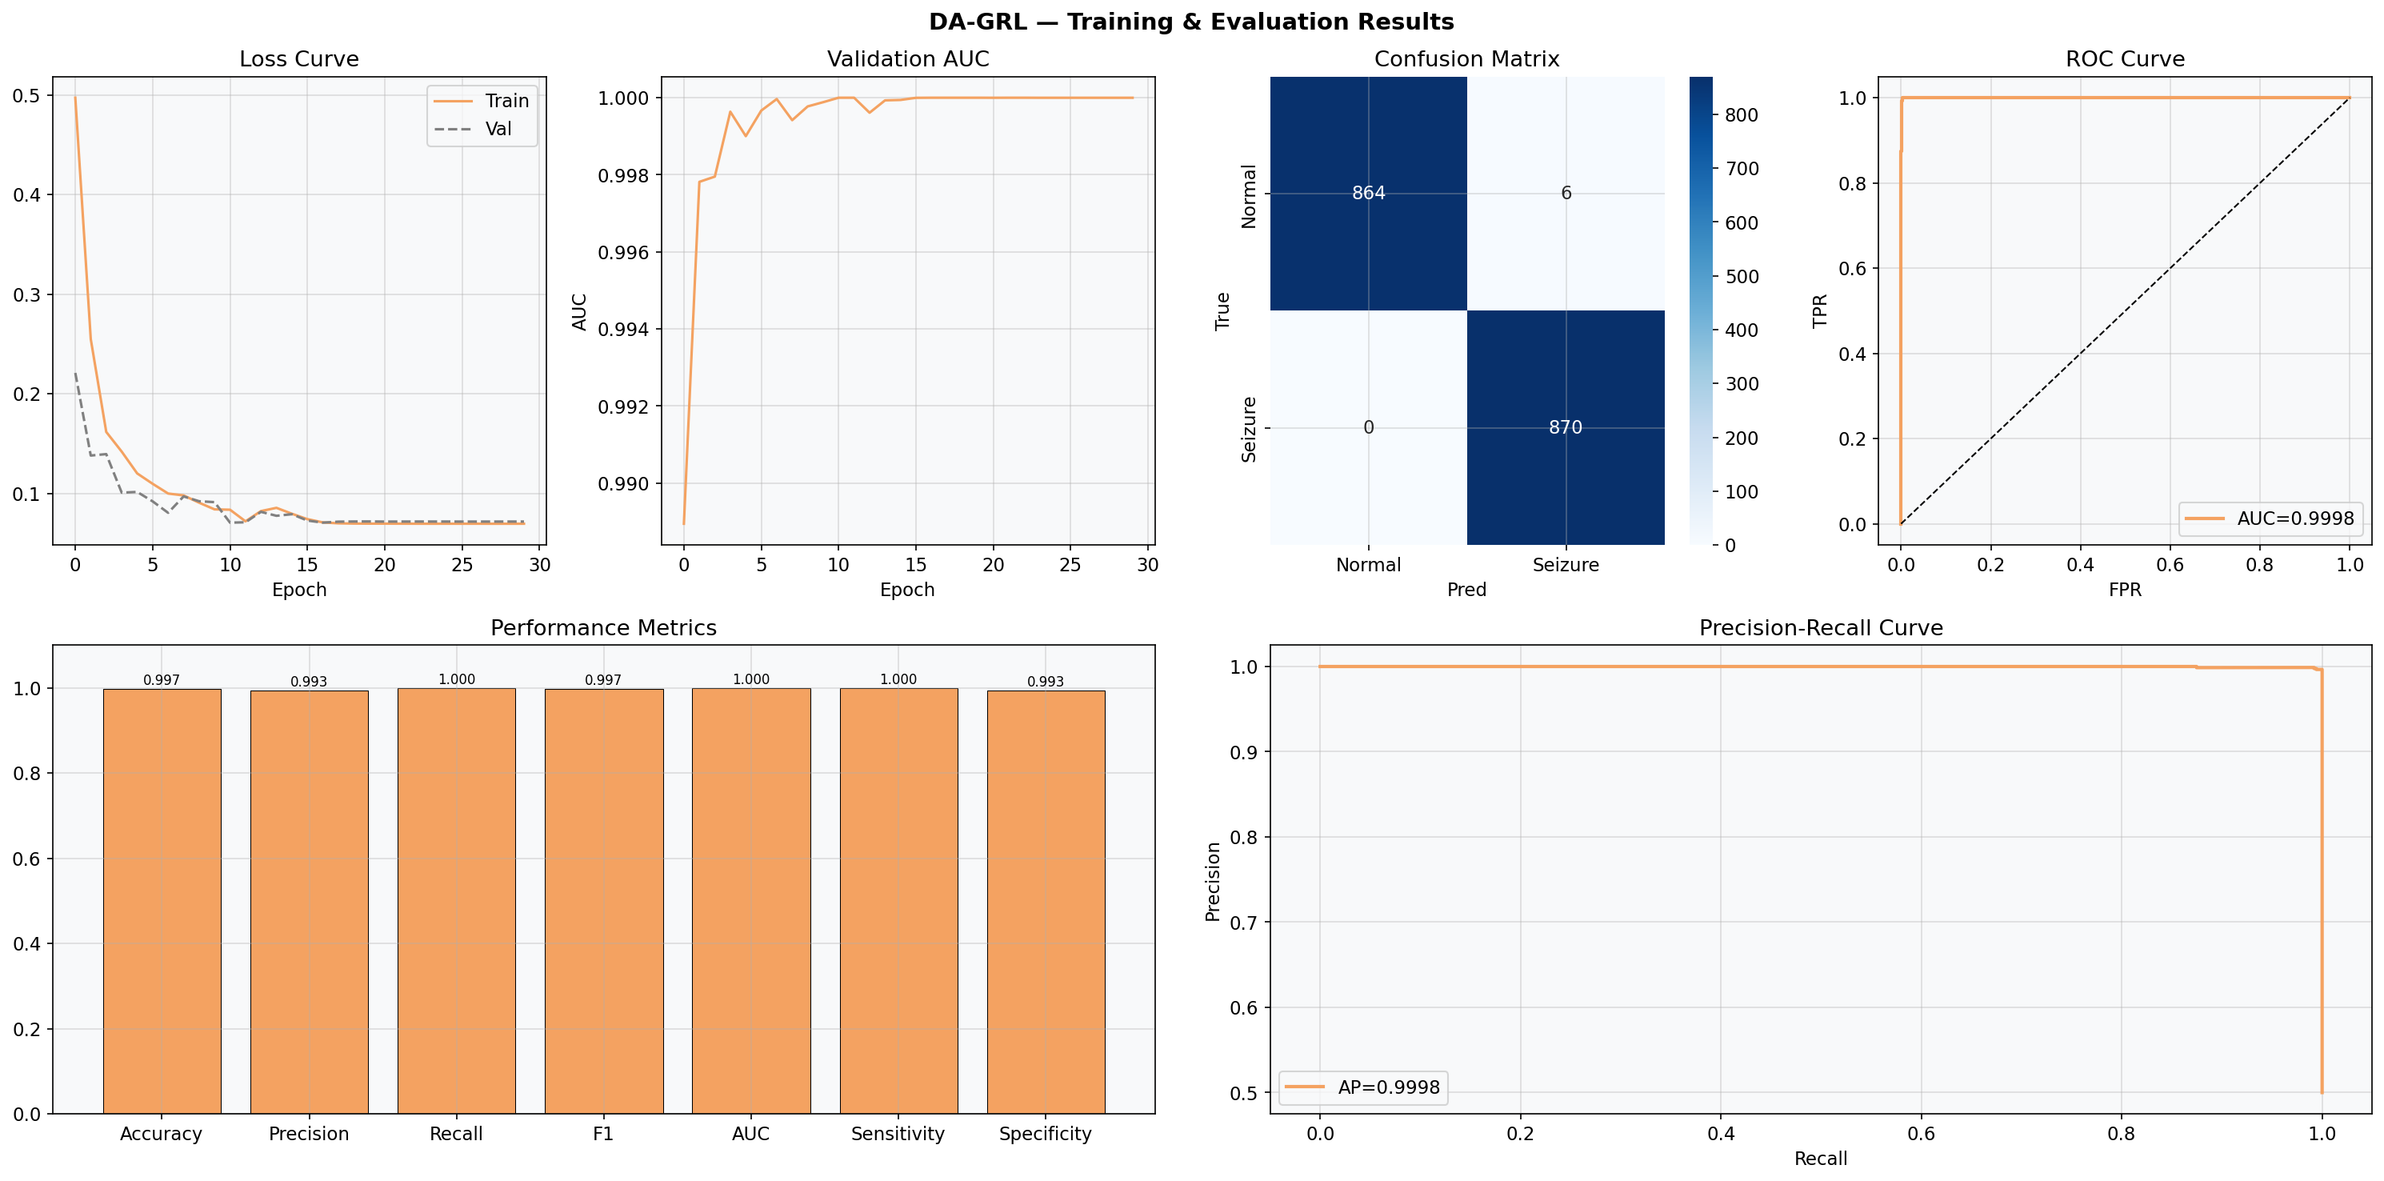 DA-GRL — Training & Evaluation Results
Loss Curve
0.5
0.4
0.3
0.2
0.1
Train
Val
0 5 10 15 20 25 30
Epoch
Validation AUC
AUC
1.000
0.998
0.996
0.994
0.992
0.990
0 5 10 15 20 25 30
Epoch
Confusion Matrix
True
Normal
Seizure
864 6
0 870
Normal Seizure
Pred
800
700
600
500
400
300
200
100
0
ROC Curve
TPR
1.0
0.8
0.6
0.4
0.2
0.0
AUC=0.9998
0.0 0.2 0.4 0.6 0.8 1.0
FPR
Performance Metrics
1.0
0.8
0.6
0.4
0.2
0.0
0.997 0.993 1.000 0.997 1.000 1.000 0.993
Accuracy Precision Recall F1 AUC Sensitivity Specificity
Precision-Recall Curve
Precision
1.0
0.9
0.8
0.7
0.6
0.5
AP=0.9998
0.0 0.2 0.4 0.6 0.8 1.0
Recall